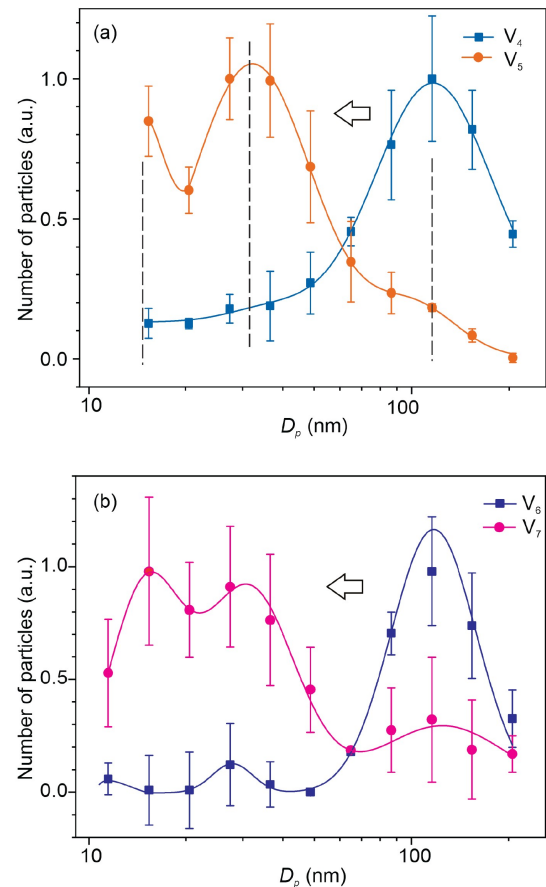 (a)
V₄
V₅
1.0
0.5
0.0
Number of particles (a.u.)
10
100
Dₚ (nm)
(b)
V₆
V₇
1.0
0.5
0.0
Number of particles (a.u.)
10
100
Dₚ (nm)